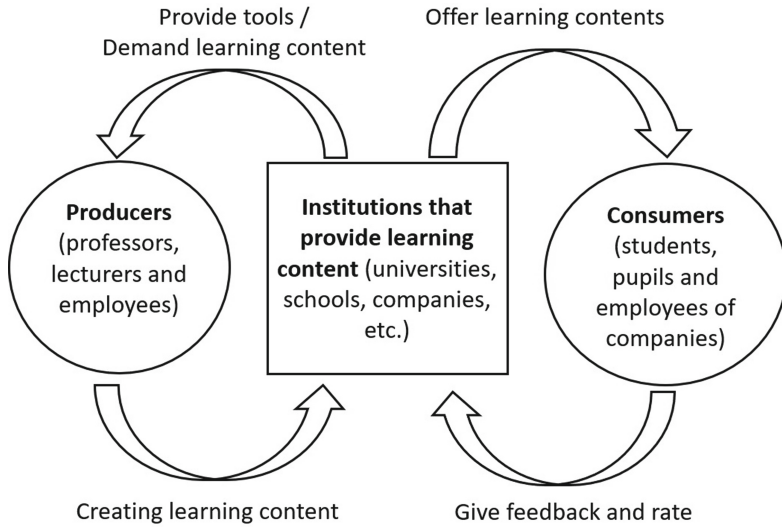 Provide tools /
Demand learning content
Offer learning contents
Producers
(professors,
lecturers and
employees)
Institutions that
provide learning
content (universities,
schools, companies,
etc.)
Consumers
(students,
pupils and
employees of
companies)
Creating learning content
Give feedback and rate